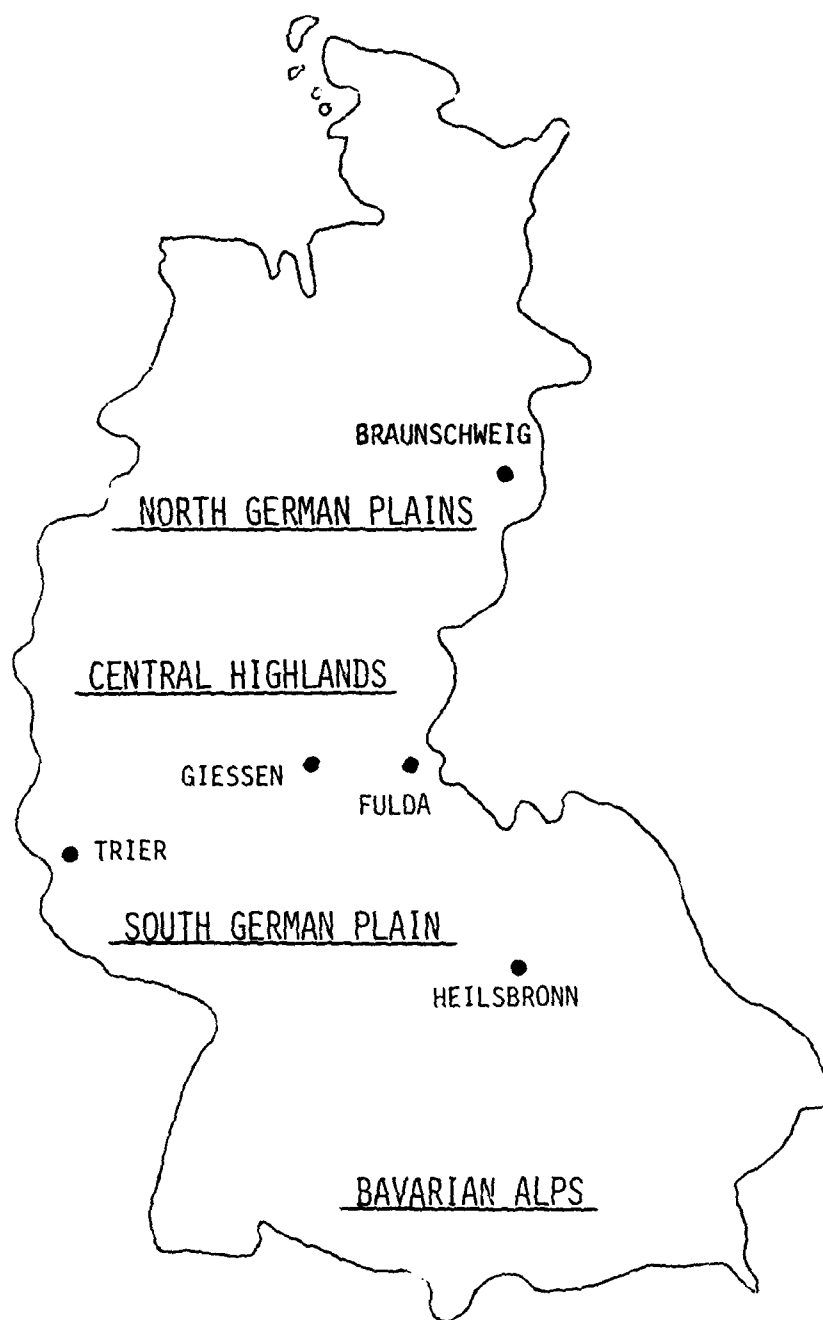 BRAUNSCHWEIG
NORTH GERMAN PLAINS
CENTRAL HIGHLANDS
GIESSEN
FULDA
TRIER
SOUTH GERMAN PLAIN
HEILSBRONN
BAVARIAN ALPS